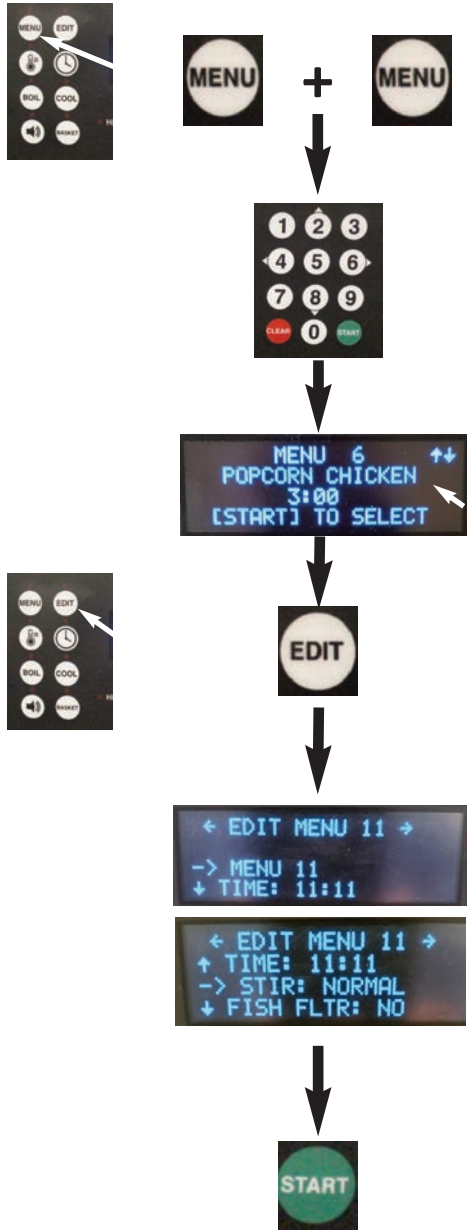 MENU EDIT
BOIL COOL
BASKET
H
MENU + MENU
1 2 3
4 5 6
7 8 9
CLEAR 0 START
MENU 6 ↑↓
POPCORN CHICKEN
3:00
[START] TO SELECT
MENU EDIT
BOIL COOL
BASKET
H
EDIT
← EDIT MENU 11 →
-> MENU 11
↓ TIME: 11:11
← EDIT MENU 11 →
↑ TIME: 11:11
-> STIR: NORMAL
↓ FISH FLTR: NO
START